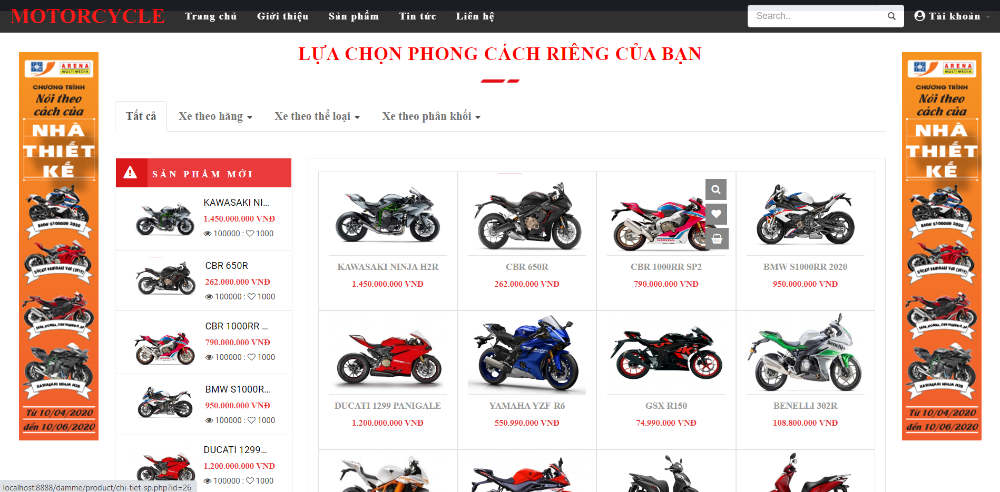 MOTORCYCLE
Trang chủ
Giới thiệu
Sản phẩm
Tin tức
Liên hệ
Search..
Tài khoản
LỰA CHỌN PHONG CÁCH RIÊNG CỦA BẠN
ARENA
MULTIMEDIA
CHƯƠNG TRÌNH
Nói theo
cách của
NHÀ
THIẾT
KẾ
BMW S1000RR 2020
DUCATI PANIGALE V4R (2019)
KAWASAKI NINJA H2R
Từ 10/04/2020
đến 10/06/2020
Tất cả
Xe theo hãng
Xe theo thể loại
Xe theo phân khối
SẢN PHẨM MỚI
KAWASAKI NI...
1.450.000.000 VNĐ
100000 : 1000
CBR 650R
262.000.000 VNĐ
100000 : 1000
CBR 1000RR ...
790.000.000 VNĐ
100000 : 1000
BMW S1000R...
950.000.000 VNĐ
100000 : 1000
DUCATI 1299...
1.200.000.000 VNĐ
100000 : 1000
HONDA
HONDA
KAWASAKI NINJA H2R
1.450.000.000 VNĐ
CBR 650R
262.000.000 VNĐ
CBR 1000RR SP2
790.000.000 VNĐ
BMW S1000RR 2020
950.000.000 VNĐ
Benelli
DUCATI 1299 PANIGALE
1.200.000.000 VNĐ
YAMAHA YZF-R6
550.990.000 VNĐ
GSX R150
74.990.000 VNĐ
BENELLI 302R
108.800.000 VNĐ
ARENA
MULTIMEDIA
CHƯƠNG TRÌNH
Nói theo
cách của
NHÀ
THIẾT
KẾ
BMW S1000RR 2020
DUCATI PANIGALE V4R (2019)
KAWASAKI NINJA H2R
Từ 10/04/2020
đến 10/06/2020
localhost:8888/damme/product/chi-tiet-sp.php?id=26